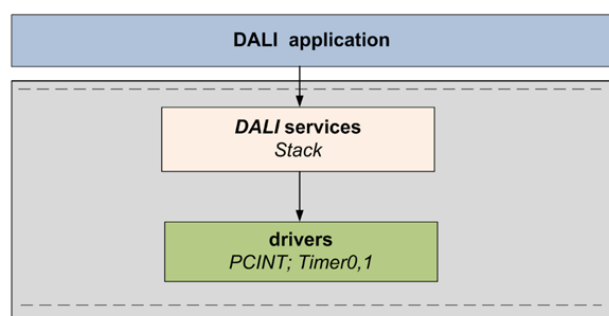 DALI application
DALI services
Stack
drivers
PCINT; Timer0,1